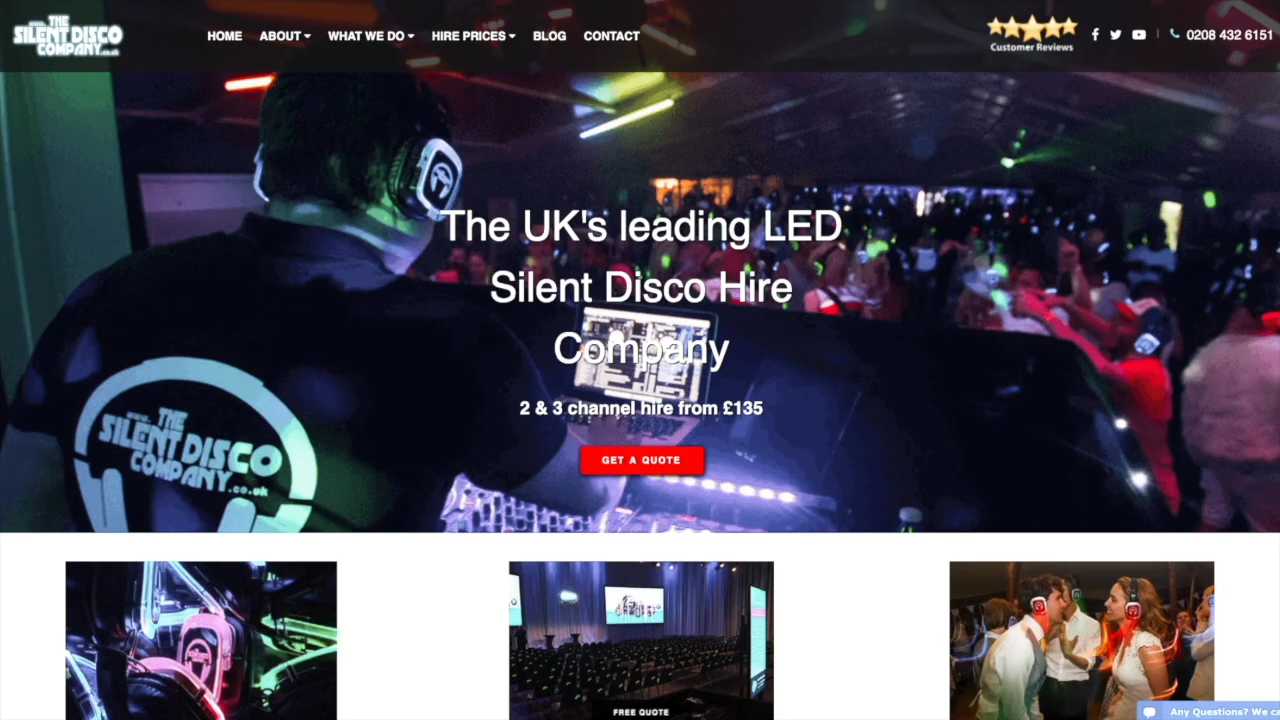 www.
THE
SILENT DISCO
COMPANY.co.uk
HOME
ABOUT
WHAT WE DO
HIRE PRICES
BLOG
CONTACT
Customer Reviews
0208 432 6151
The UK's leading LED
Silent Disco Hire
Company
2 & 3 channel hire from £135
GET A QUOTE
www.
THE
SILENT DISCO
COMPANY
.co.uk
FREE QUOTE
Any Questions? We ca